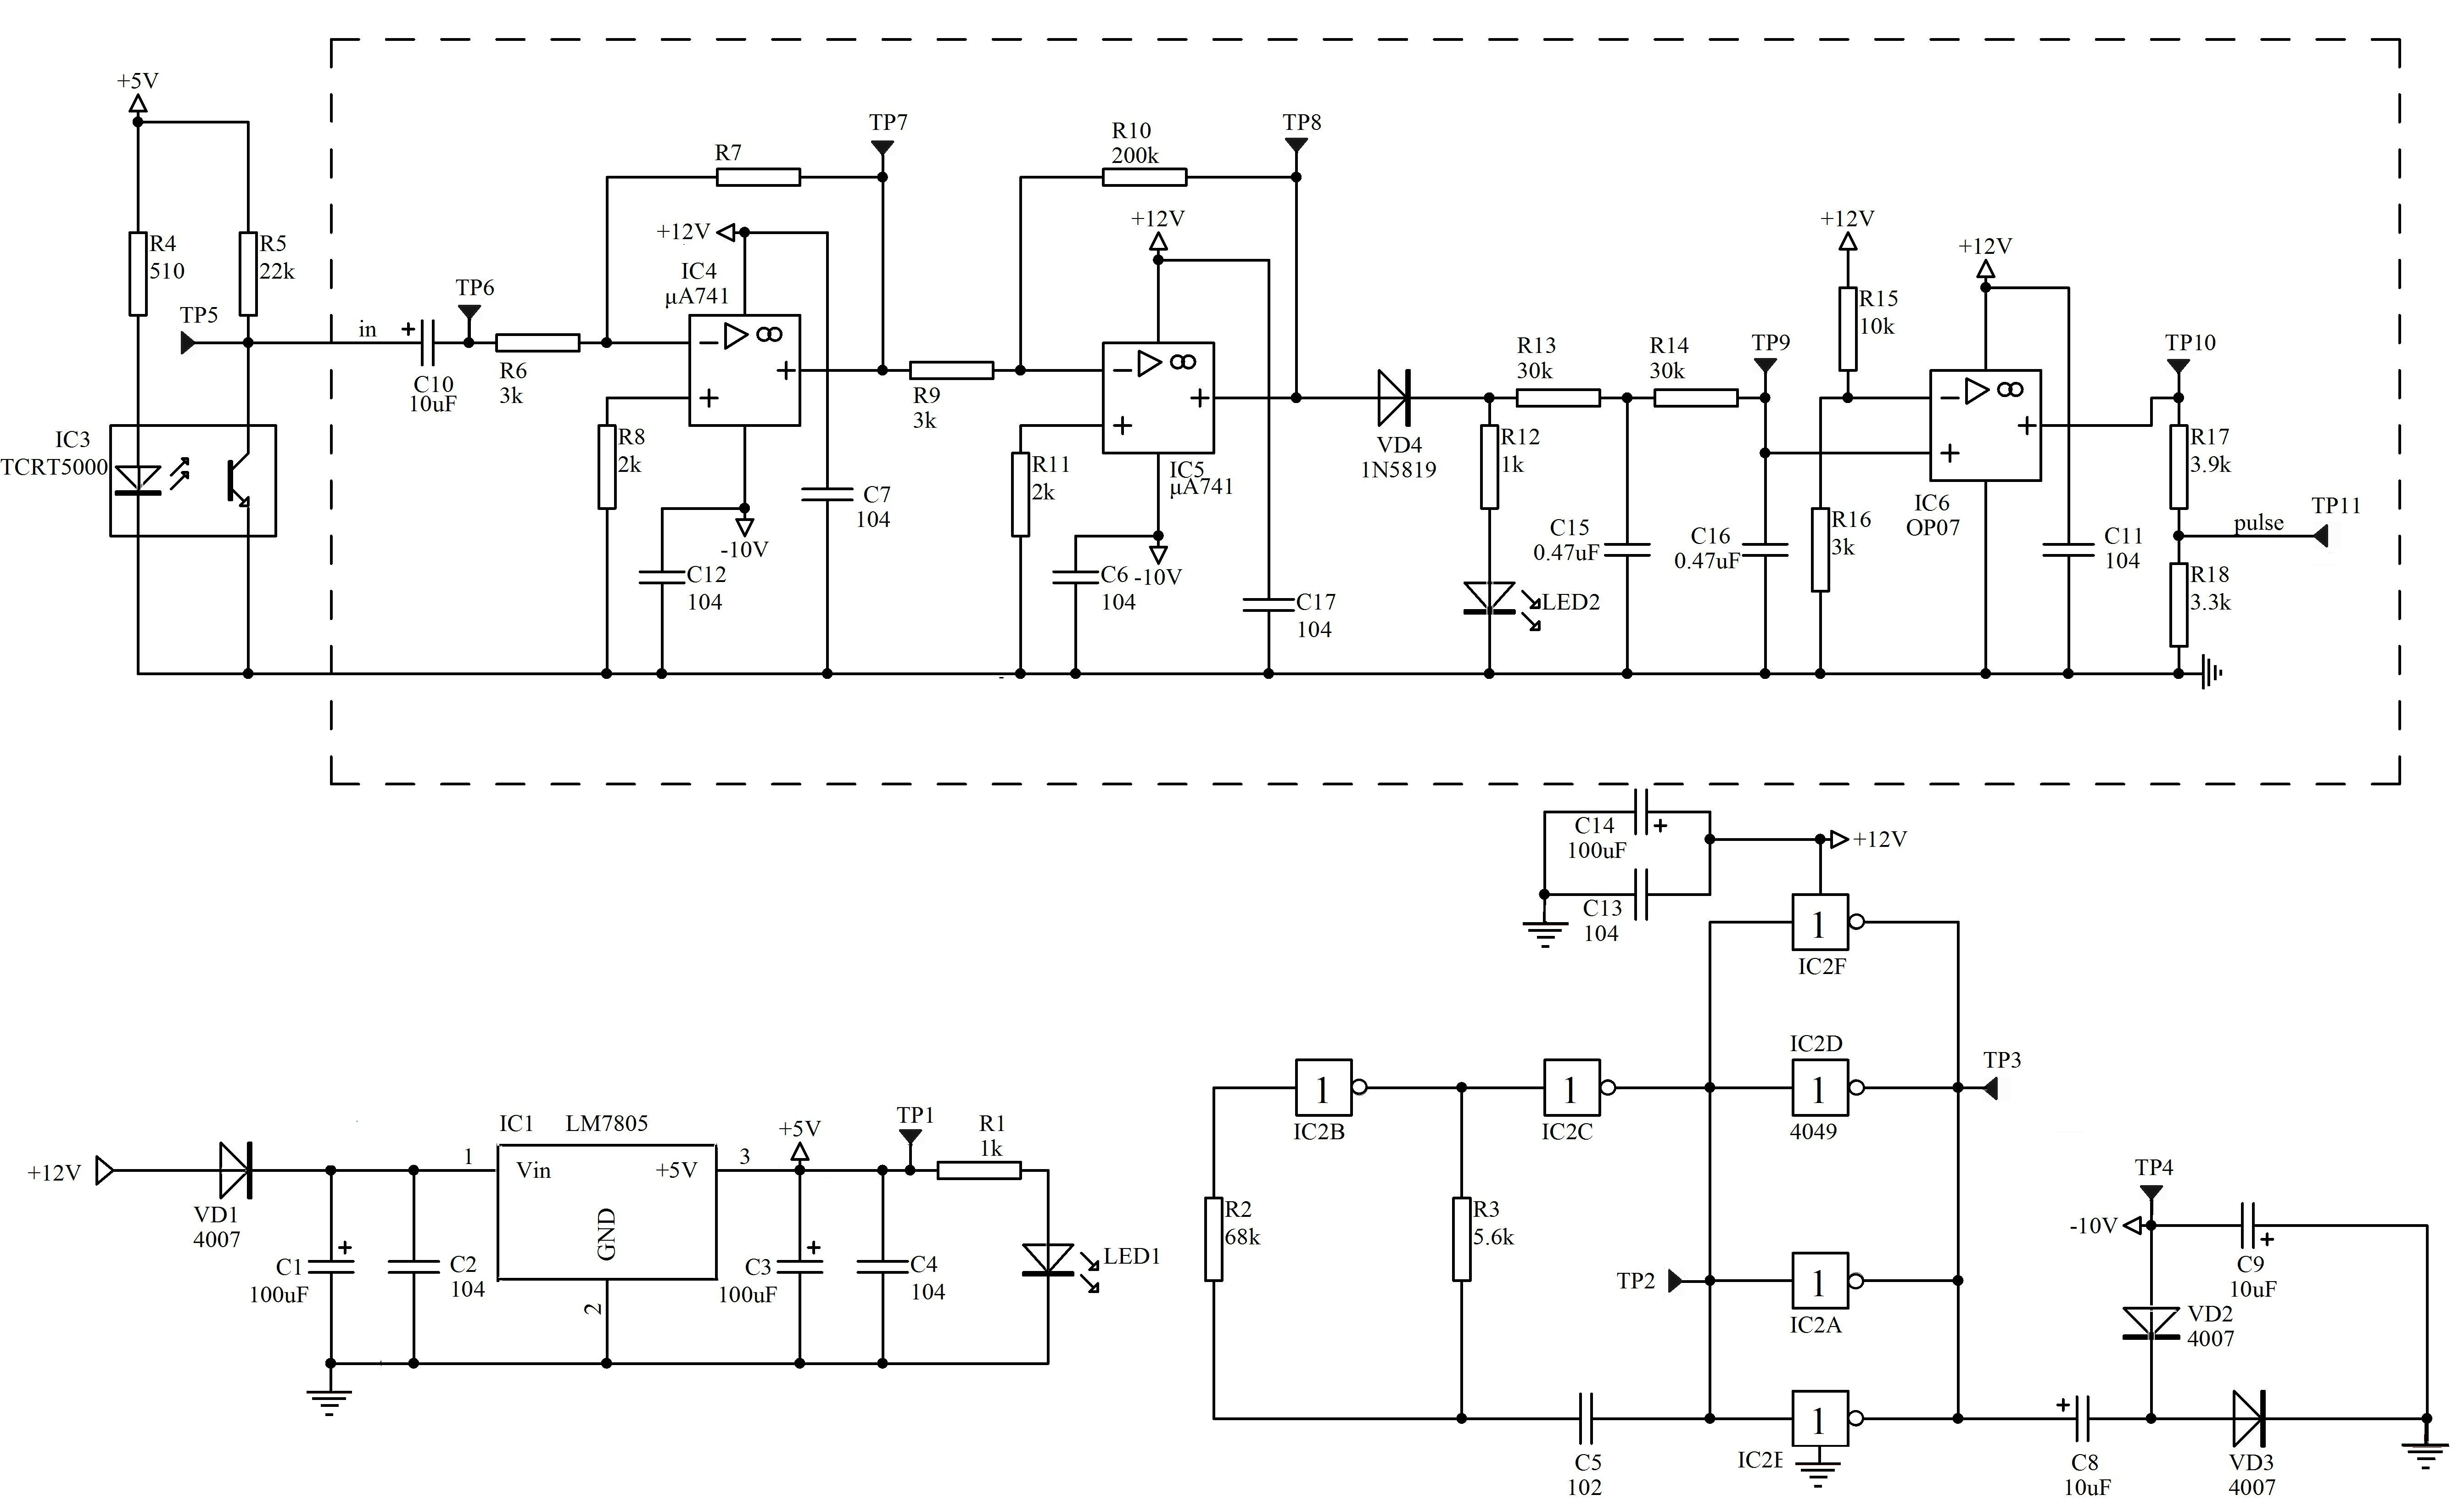 +5V
R4
510
R5
22k
TP5
in
IC3
TCRT5000
TP6
C10
10uF
R6
3k
R7
TP7
+12V
IC4
μA741
R8
2k
C12
104
-10V
C7
104
R9
3k
R10
200k
TP8
+12V
R11
2k
IC5
μA741
C6
104
-10V
C17
104
VD4
1N5819
R13
30k
R12
1k
LED2
C15
0.47uF
R14
30k
TP9
C16
0.47uF
+12V
R15
10k
R16
3k
+12V
IC6
OP07
C11
104
TP10
R17
3.9k
pulse
TP11
R18
3.3k
C14
100uF
C13
104
+12V
1
IC2F
+12V
VD1
4007
C1
100uF
C2
104
1
IC1
LM7805
Vin
+5V
GND
3
2
+5V
C3
100uF
C4
104
TP1
R1
1k
LED1
1
IC2B
1
IC2C
IC2D
1
4049
TP3
R2
68k
R3
5.6k
TP2
1
IC2A
C5
102
1
IC2E
TP4
-10V
C9
10uF
VD2
4007
C8
10uF
VD3
4007